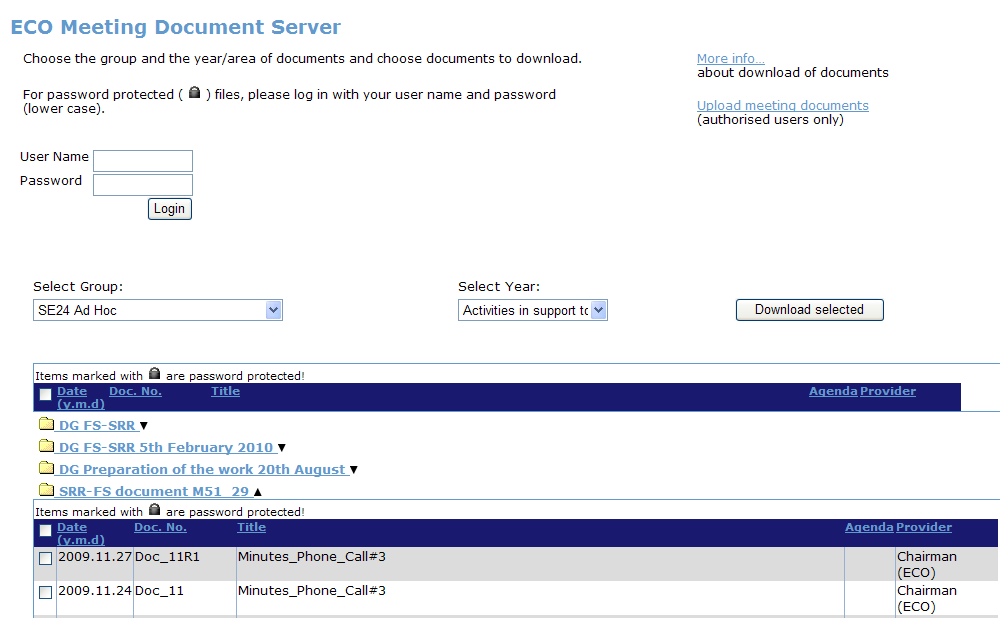 ECO Meeting Document Server
Choose the group and the year/area of documents and choose documents to download.
For password protected ( ) files, please log in with your user name and password
(lower case).
More info...
about download of documents
Upload meeting documents
(authorised users only)
User Name
Password
Login
Select Group:
Select Year:
SE24 Ad Hoc
Activities in support to
Download selected
Items marked with are password protected!
Date Doc. No. Title Agenda Provider
(y.m.d)
DG FS-SRR ▼
DG FS-SRR 5th February 2010 ▼
DG Preparation of the work 20th August ▼
SRR-FS document M51_29 ▲
Items marked with are password protected!
Date Doc. No. Title Agenda Provider
(y.m.d)
2009.11.27 Doc_11R1 Minutes_Phone_Call#3 Chairman
(ECO)
2009.11.24 Doc_11 Minutes_Phone_Call#3 Chairman
(ECO)